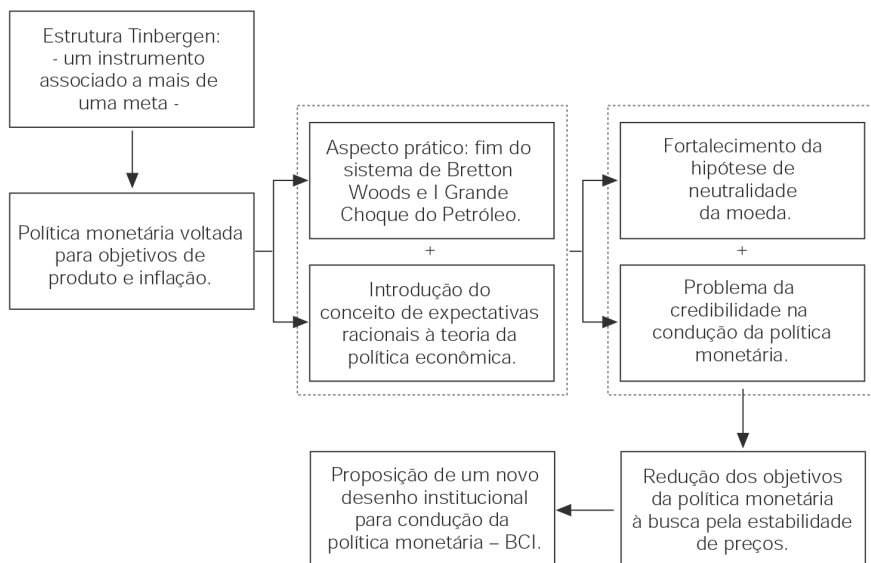 Estrutura Tinbergen:
- um instrumento
associado a mais de
uma meta -
Política monetária voltada
para objetivos de
produto e inflação.
Aspecto prático: fim do
sistema de Bretton
Woods e I Grande
Choque do Petróleo.
+
Introdução do
conceito de expectativas
racionais à teoria da
política econômica.
Fortalecimento da
hipótese de
neutralidade
da moeda.
+
Problema da
credibilidade na
condução da política
monetária.
Redução dos objetivos
da política monetária
à busca pela estabilidade
de preços.
Proposição de um novo
desenho institucional
para condução da
política monetária – BCI.